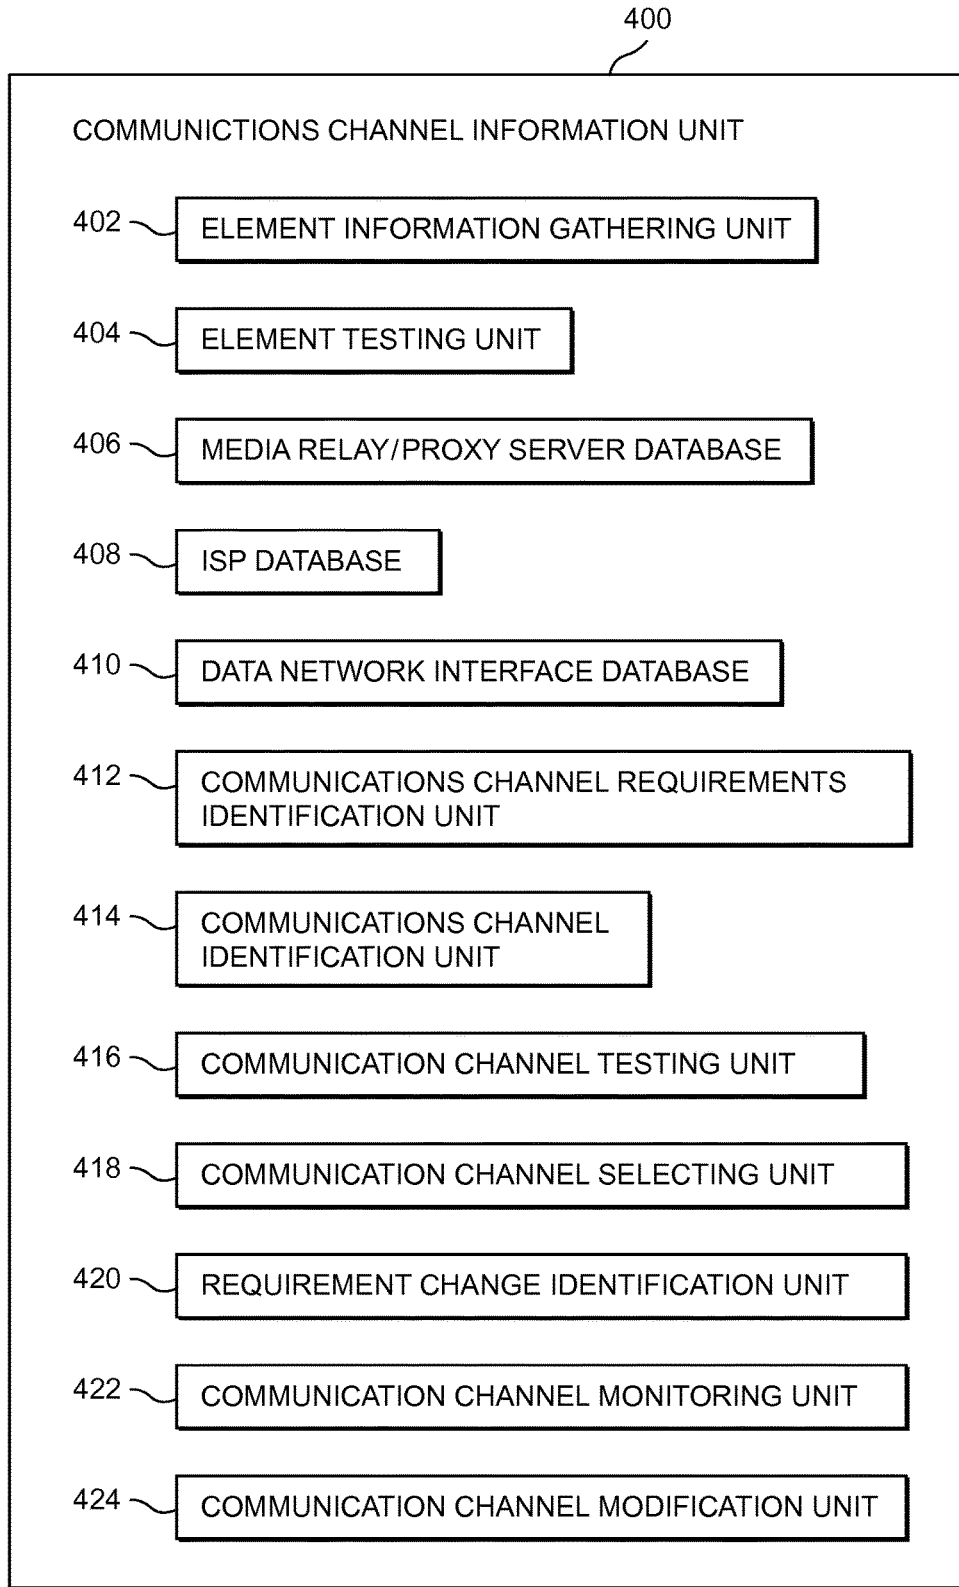 400
COMMUNICTIONS CHANNEL INFORMATION UNIT
402 ELEMENT INFORMATION GATHERING UNIT
404 ELEMENT TESTING UNIT
406 MEDIA RELAY/PROXY SERVER DATABASE
408 ISP DATABASE
410 DATA NETWORK INTERFACE DATABASE
412 COMMUNICATIONS CHANNEL REQUIREMENTS
IDENTIFICATION UNIT
414 COMMUNICATIONS CHANNEL
IDENTIFICATION UNIT
416 COMMUNICATION CHANNEL TESTING UNIT
418 COMMUNICATION CHANNEL SELECTING UNIT
420 REQUIREMENT CHANGE IDENTIFICATION UNIT
422 COMMUNICATION CHANNEL MONITORING UNIT
424 COMMUNICATION CHANNEL MODIFICATION UNIT